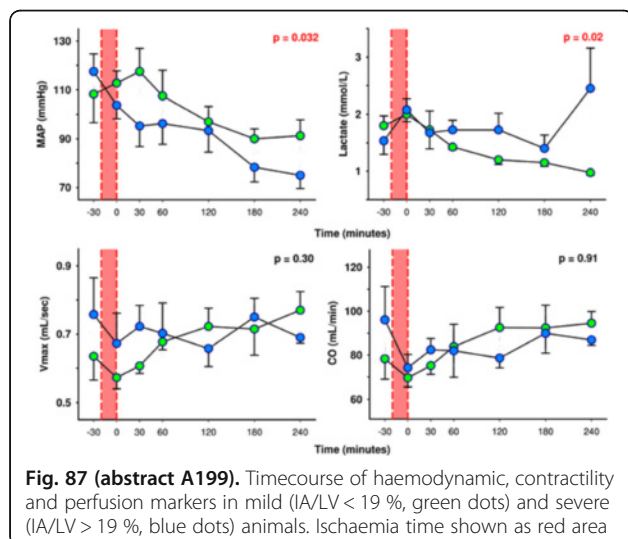 p = 0.032
130
110
90
70
MAP
(mmHg)
-30 0 30 60 120 180 240
Time (minutes)
p = 0.02
3
2
1
Lactate
(mmol/L)
-30 0 30 60 120 180 240
Time (minutes)
p = 0.30
0.9
0.7
0.5
Vmax
(mL/sec)
-30 0 30 60 120 180 240
Time (minutes)
p = 0.91
120
100
80
60
CO
(mL/min)
-30 0 30 60 120 180 240
Time (minutes)
Fig. 87 (abstract A199). Timecourse of haemodynamic, contractility
and perfusion markers in mild (IA/LV < 19 %, green dots) and severe
(IA/LV > 19 %, blue dots) animals. Ischaemia time shown as red area